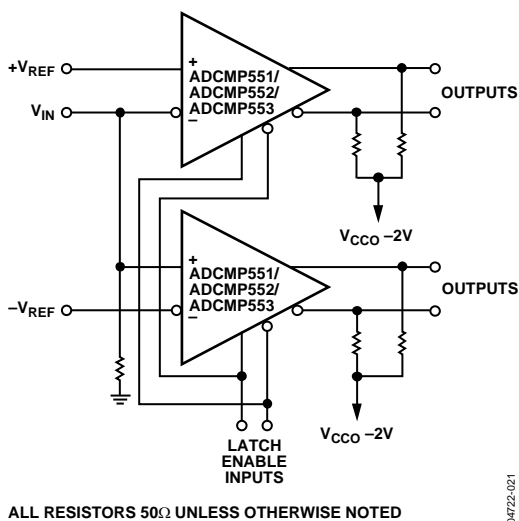 +VREF
VIN
+
ADCMP551/
ADCMP552/
ADCMP553
–
OUTPUTS
VCCO –2V
–VREF
+
ADCMP551/
ADCMP552/
ADCMP553
–
OUTPUTS
VCCO –2V
LATCH
ENABLE
INPUTS
ALL RESISTORS 50Ω UNLESS OTHERWISE NOTED
04722-021